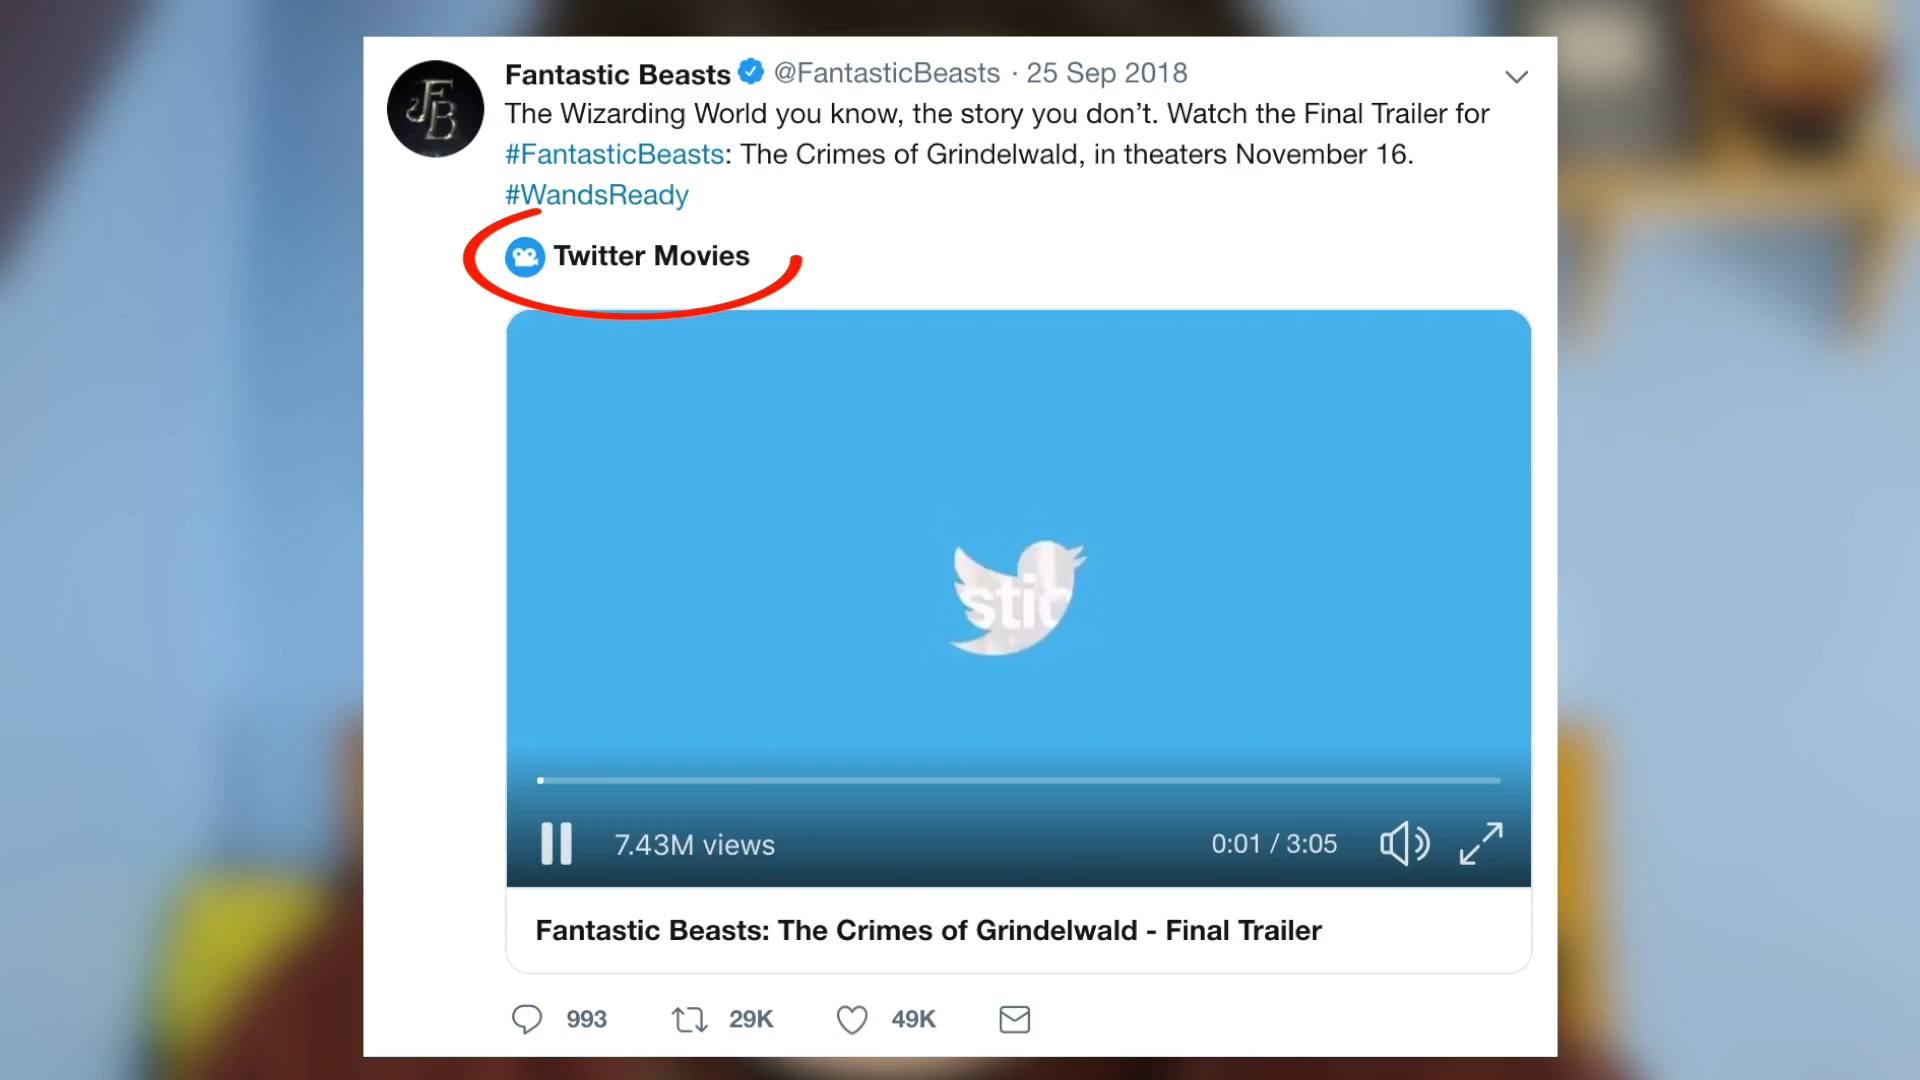 Fantastic Beasts @FantasticBeasts · 25 Sep 2018
The Wizarding World you know, the story you don’t. Watch the Final Trailer for
#FantasticBeasts: The Crimes of Grindelwald, in theaters November 16.
#WandsReady
FB
Twitter Movies
stic
7.43M views
0:01 / 3:05
Fantastic Beasts: The Crimes of Grindelwald - Final Trailer
993 29K 49K